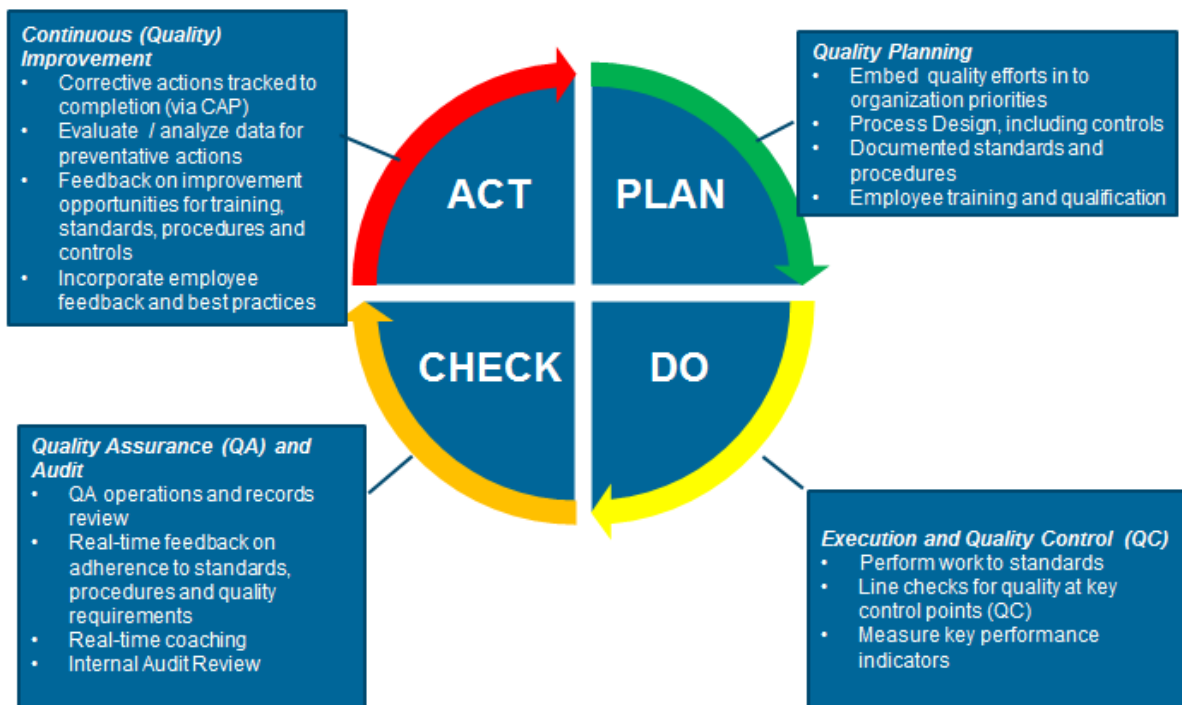 Continuous (Quality)
Improvement
• Corrective actions tracked to
completion (via CAP)
• Evaluate / analyze data for
preventative actions
• Feedback on improvement
opportunities for training,
standards, procedures and
controls
• Incorporate employee
feedback and best practices
Quality Planning
• Embed quality efforts in to
organization priorities
• Process Design, including controls
• Documented standards and
procedures
• Employee training and qualification
ACT
PLAN
CHECK
DO
Quality Assurance (QA) and
Audit
• QA operations and records
review
• Real-time feedback on
adherence to standards,
procedures and quality
requirements
• Real-time coaching
• Internal Audit Review
Execution and Quality Control (QC)
• Perform work to standards
• Line checks for quality at key
control points (QC)
• Measure key performance
indicators